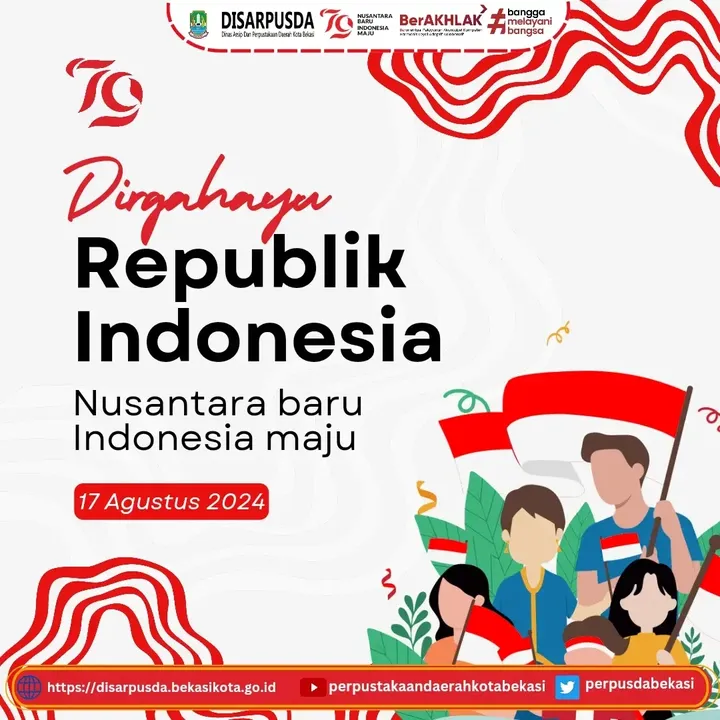 DISARPUSDA
Dinas Arsip Dan Perpustakaan Daerah Kota Bekasi
79
NUSANTARA
BARU
INDONESIA
MAJU
BerAKHLAK
#bangga
melayani
bangsa
79
Dirgahayu
Republik
Indonesia
Nusantara baru
Indonesia maju
17 Agustus 2024
https://disarpusda.bekasikota.go.id
perpustakaandaerahkotabekasi
perpusdabekasi